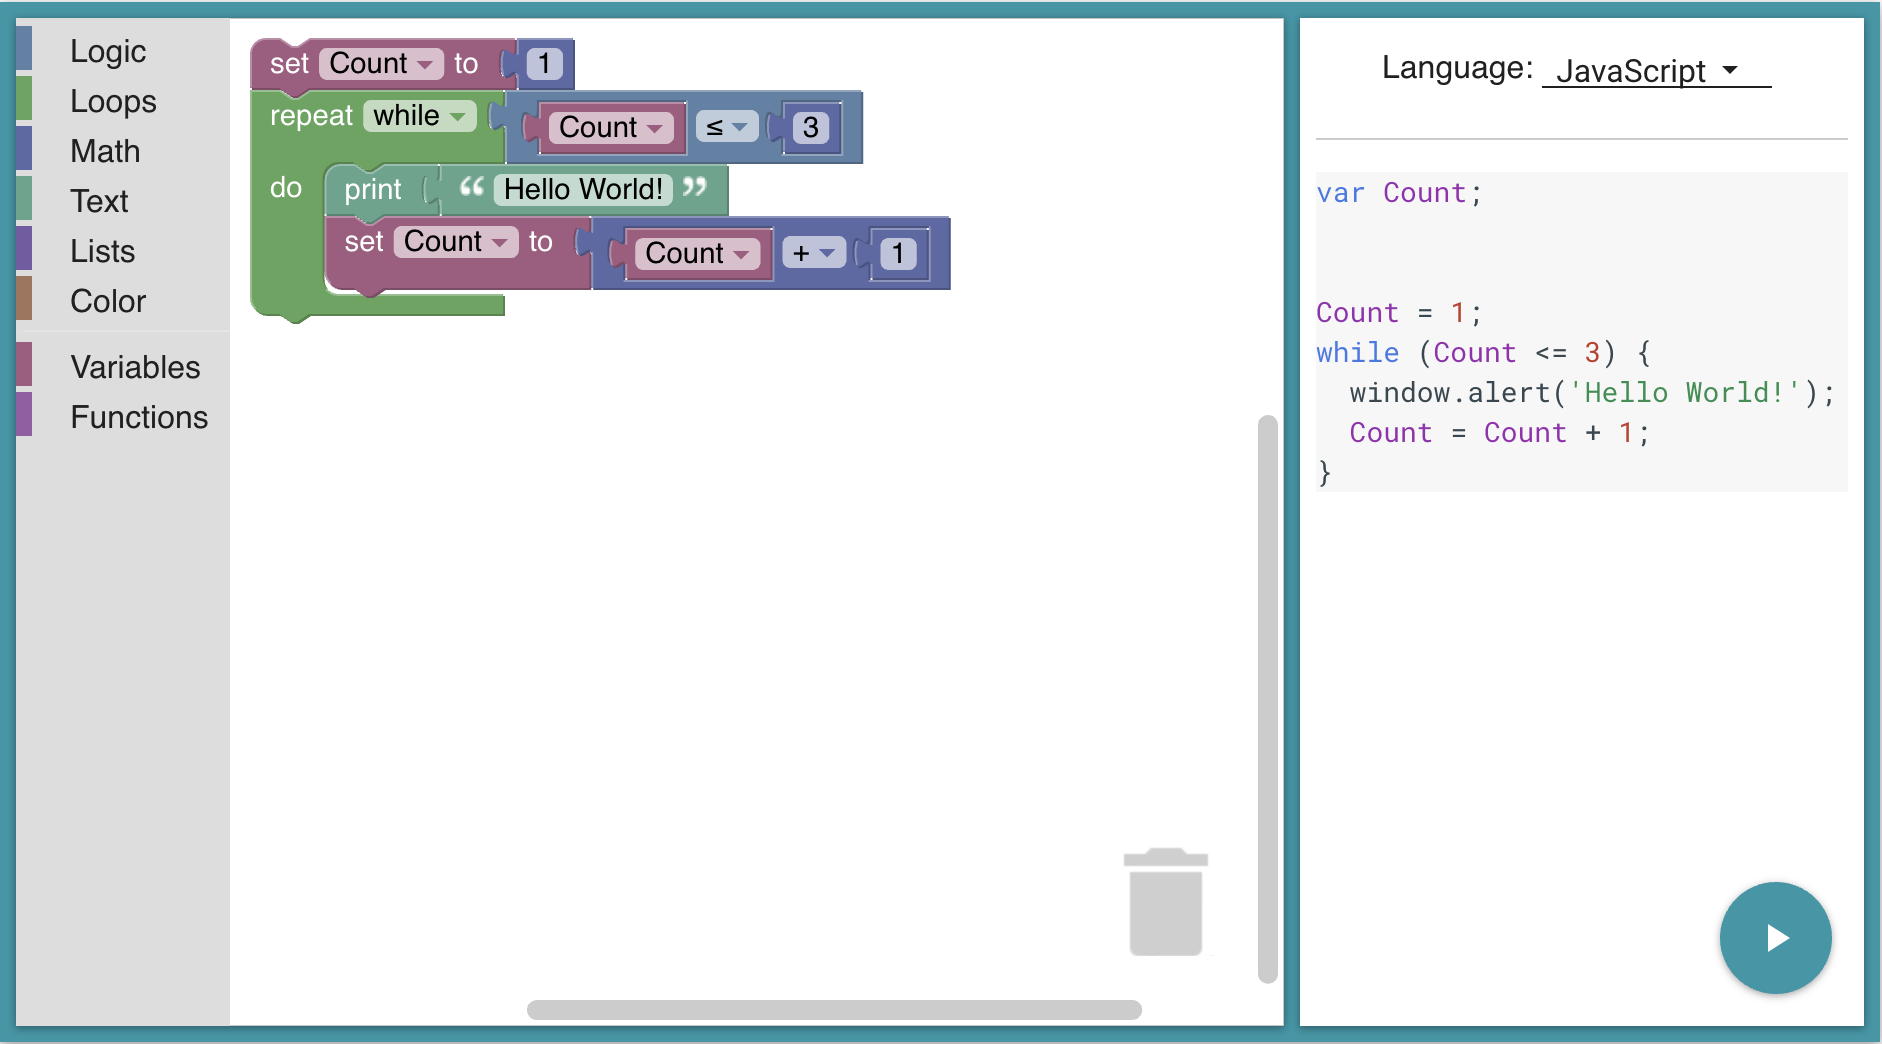 Logic
Loops
Math
Text
Lists
Color
Variables
Functions
set Count to 1
repeat while Count ≤ 3
do print “ Hello World! ”
set Count to Count + 1
Language: JavaScript
var Count;
Count = 1;
while (Count <= 3) {
  window.alert('Hello World!');
  Count = Count + 1;
}